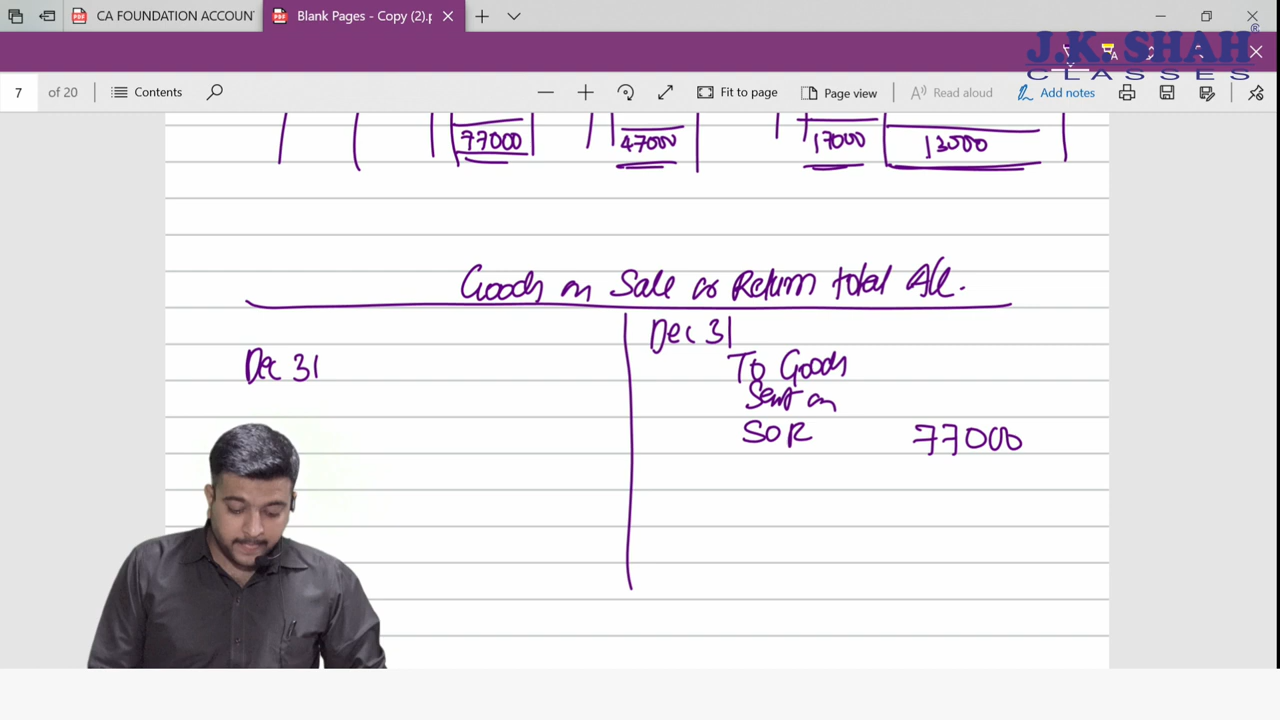 CA FOUNDATION ACCOUNT
Blank Pages - Copy (2).p
J.K. SHAH®
CLASSES
7 of 20
Contents
Fit to page
Page view
Read aloud
Add notes
77000 47000 17000 13000
Goods on Sale or Return total A/c.
Dec 31
Dec 31
To Goods
Sent on
SOR 77000